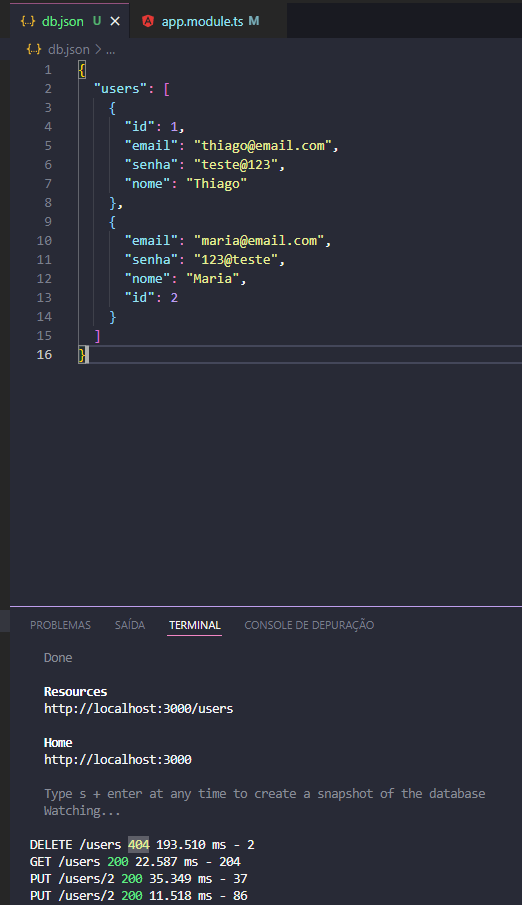 {..} db.json U ×
app.module.ts M
{..} db.json > ...
1 {
2 "users": [
3 {
4 "id": 1,
5 "email": "thiago@email.com",
6 "senha": "teste@123",
7 "nome": "Thiago"
8 },
9 {
10 "email": "maria@email.com",
11 "senha": "123@teste",
12 "nome": "Maria",
13 "id": 2
14 }
15 ]
16 }
PROBLEMAS SAÍDA TERMINAL CONSOLE DE DEPURAÇÃO
Done
Resources
http://localhost:3000/users
Home
http://localhost:3000
Type s + enter at any time to create a snapshot of the database
Watching...
DELETE /users 404 193.510 ms - 2
GET /users 200 22.587 ms - 204
PUT /users/2 200 35.349 ms - 37
PUT /users/2 200 11.518 ms - 86